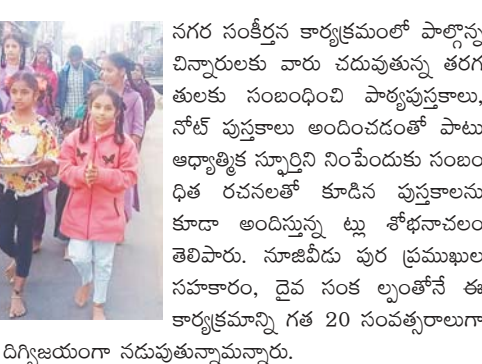 నగర సంకీర్తన కార్యక్రమంలో పాల్గొన్న
చిన్నారులకు వారు చదువుతున్న తరగ
తులకు సంబంధించి పాఠ్యపుస్తకాలు,
నోట్ పుస్తకాలు అందించడంతో పాటు
ఆధ్యాత్మిక స్ఫూర్తిని నింపేందుకు సంబం
ధిత రచనలతో కూడిన పుస్తకాలను
కూడా అందిస్తున్న ట్లు శోభనాచలం
తెలిపారు. నూజివీడు పుర ప్రముఖుల
సహకారం, దైవ సంక ల్పంతోనే ఈ
కార్యక్రమాన్ని గత 20 సంవత్సరాలుగా
దిగ్విజయంగా నడుపుతున్నామన్నారు.